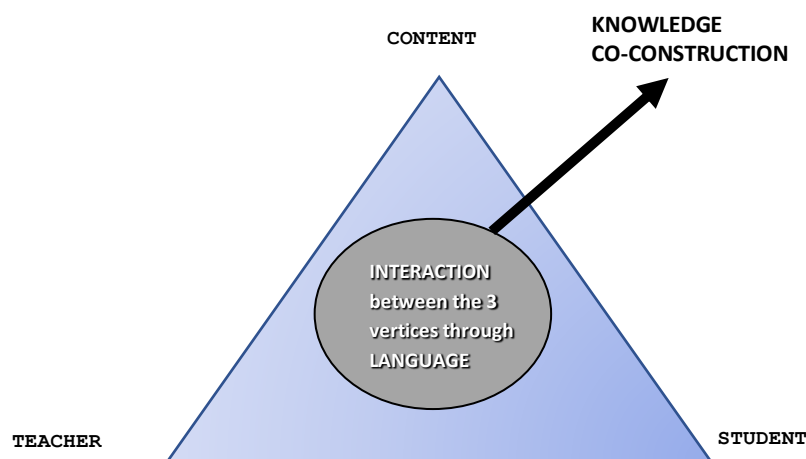 KNOWLEDGE
CO-CONSTRUCTION
CONTENT
INTERACTION
between the 3
vertices through
LANGUAGE
TEACHER
STUDENT